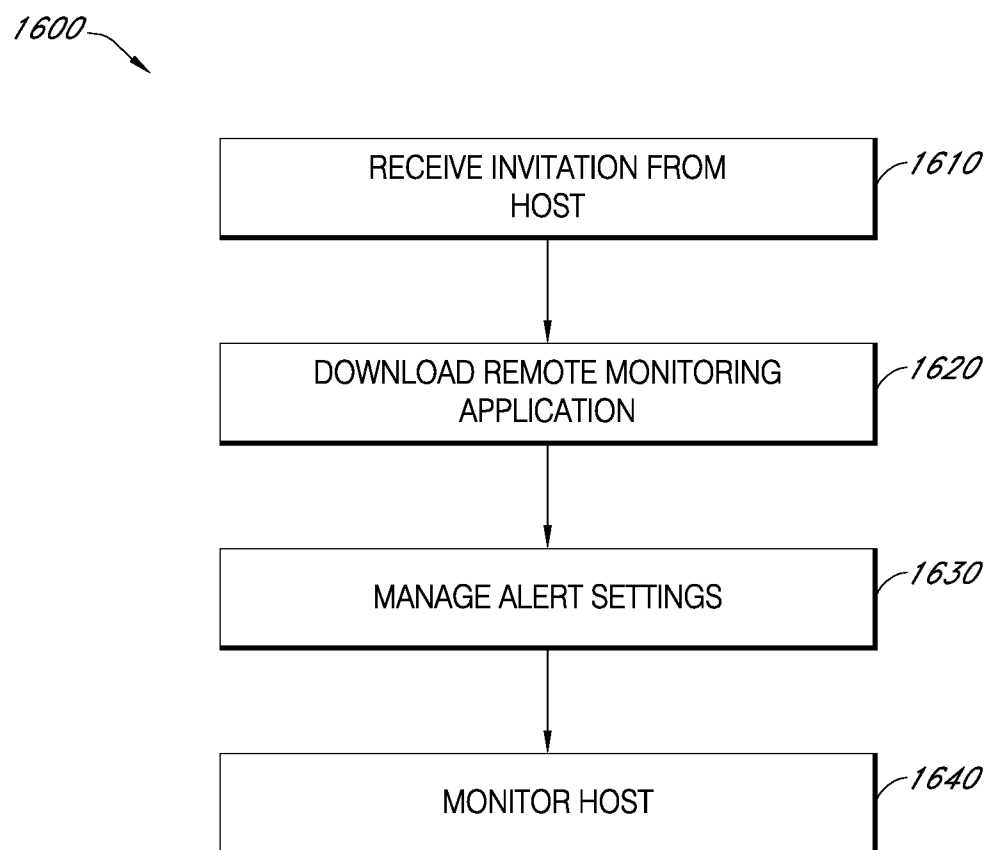 1600
RECEIVE INVITATION FROM
HOST
1610
DOWNLOAD REMOTE MONITORING
APPLICATION
1620
MANAGE ALERT SETTINGS
1630
MONITOR HOST
1640